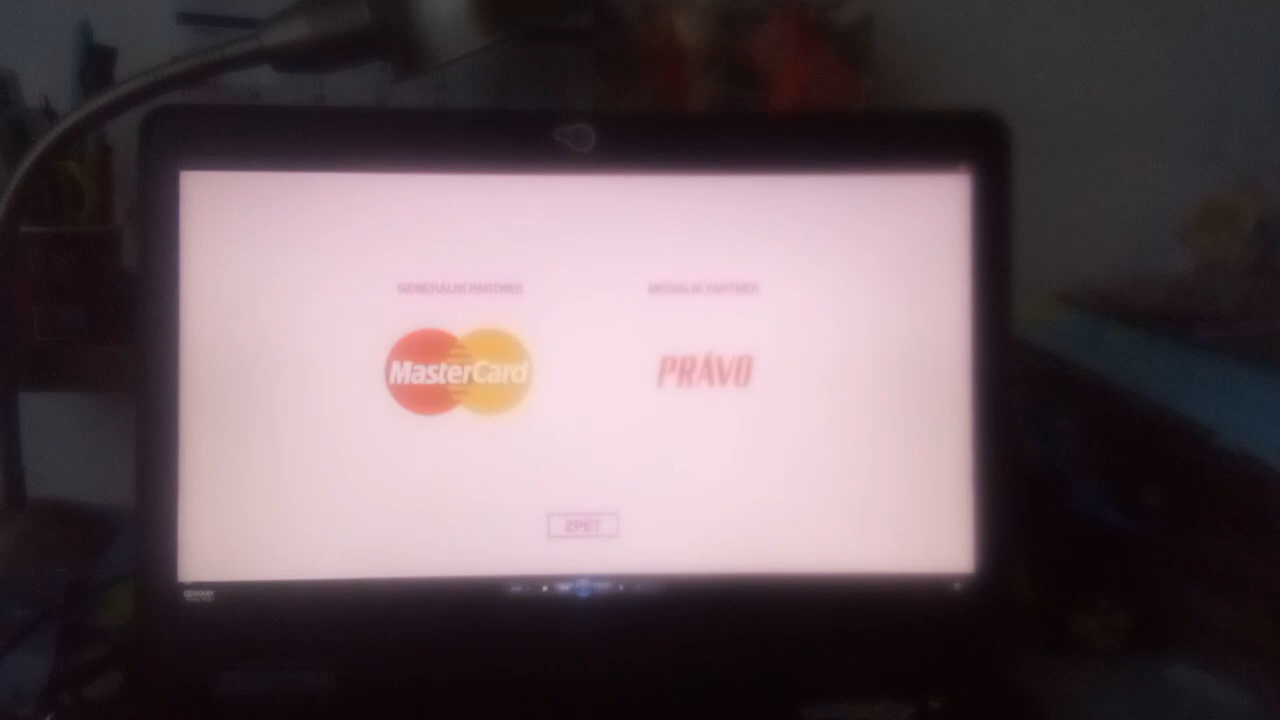 GENERÁLNÍ PARTNER
MEDIÁLNÍ PARTNER
MasterCard
PRÁVO
ZPĚT